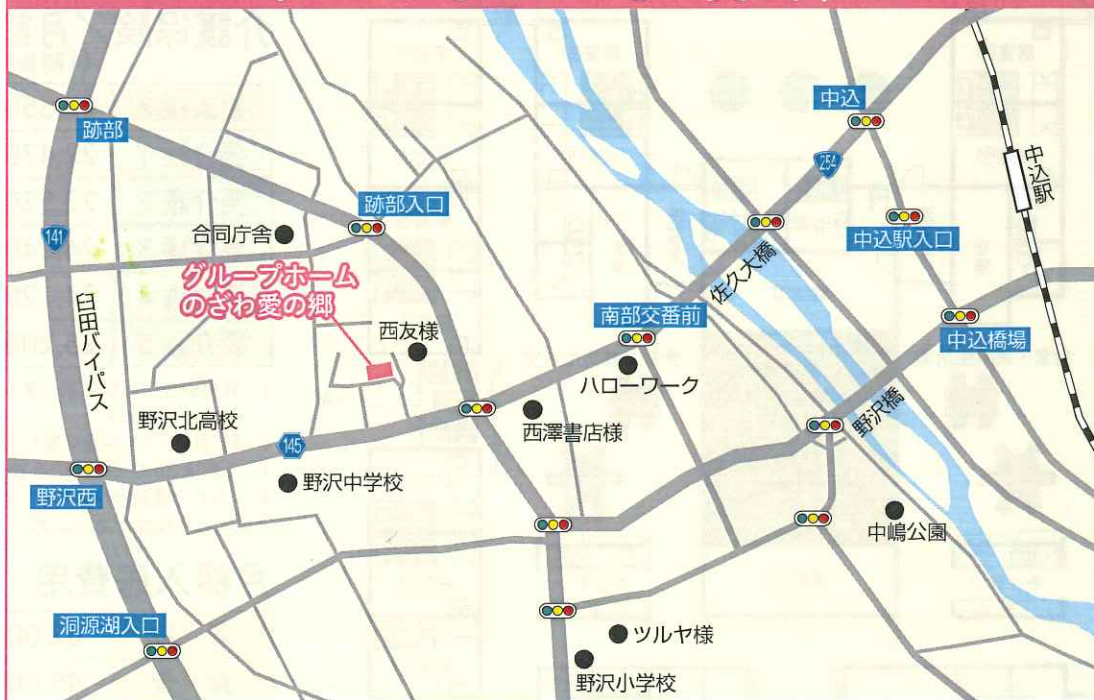 中込
254
跡部
中込駅
跡部入口
合同庁舎
中込駅入口
141
佐久大橋
グループホーム
のざわ愛の郷
臼田バイパス
西友様
南部交番前
中込橋場
ハローワーク
野沢橋
西澤書店様
野沢北高校
145
野沢中学校
野沢西
中嶋公園
洞源湖入口
ツルヤ様
野沢小学校